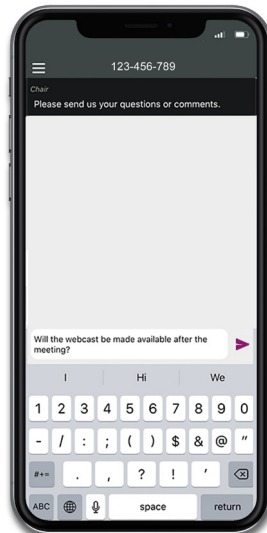 123-456-789
Chair
Please send us your questions or comments.
Will the webcast be made available after the
meeting?
I Hi We
1 2 3 4 5 6 7 8 9 0
- / : ; ( ) $ & @ "
#+= . , ? ! '
ABC space return